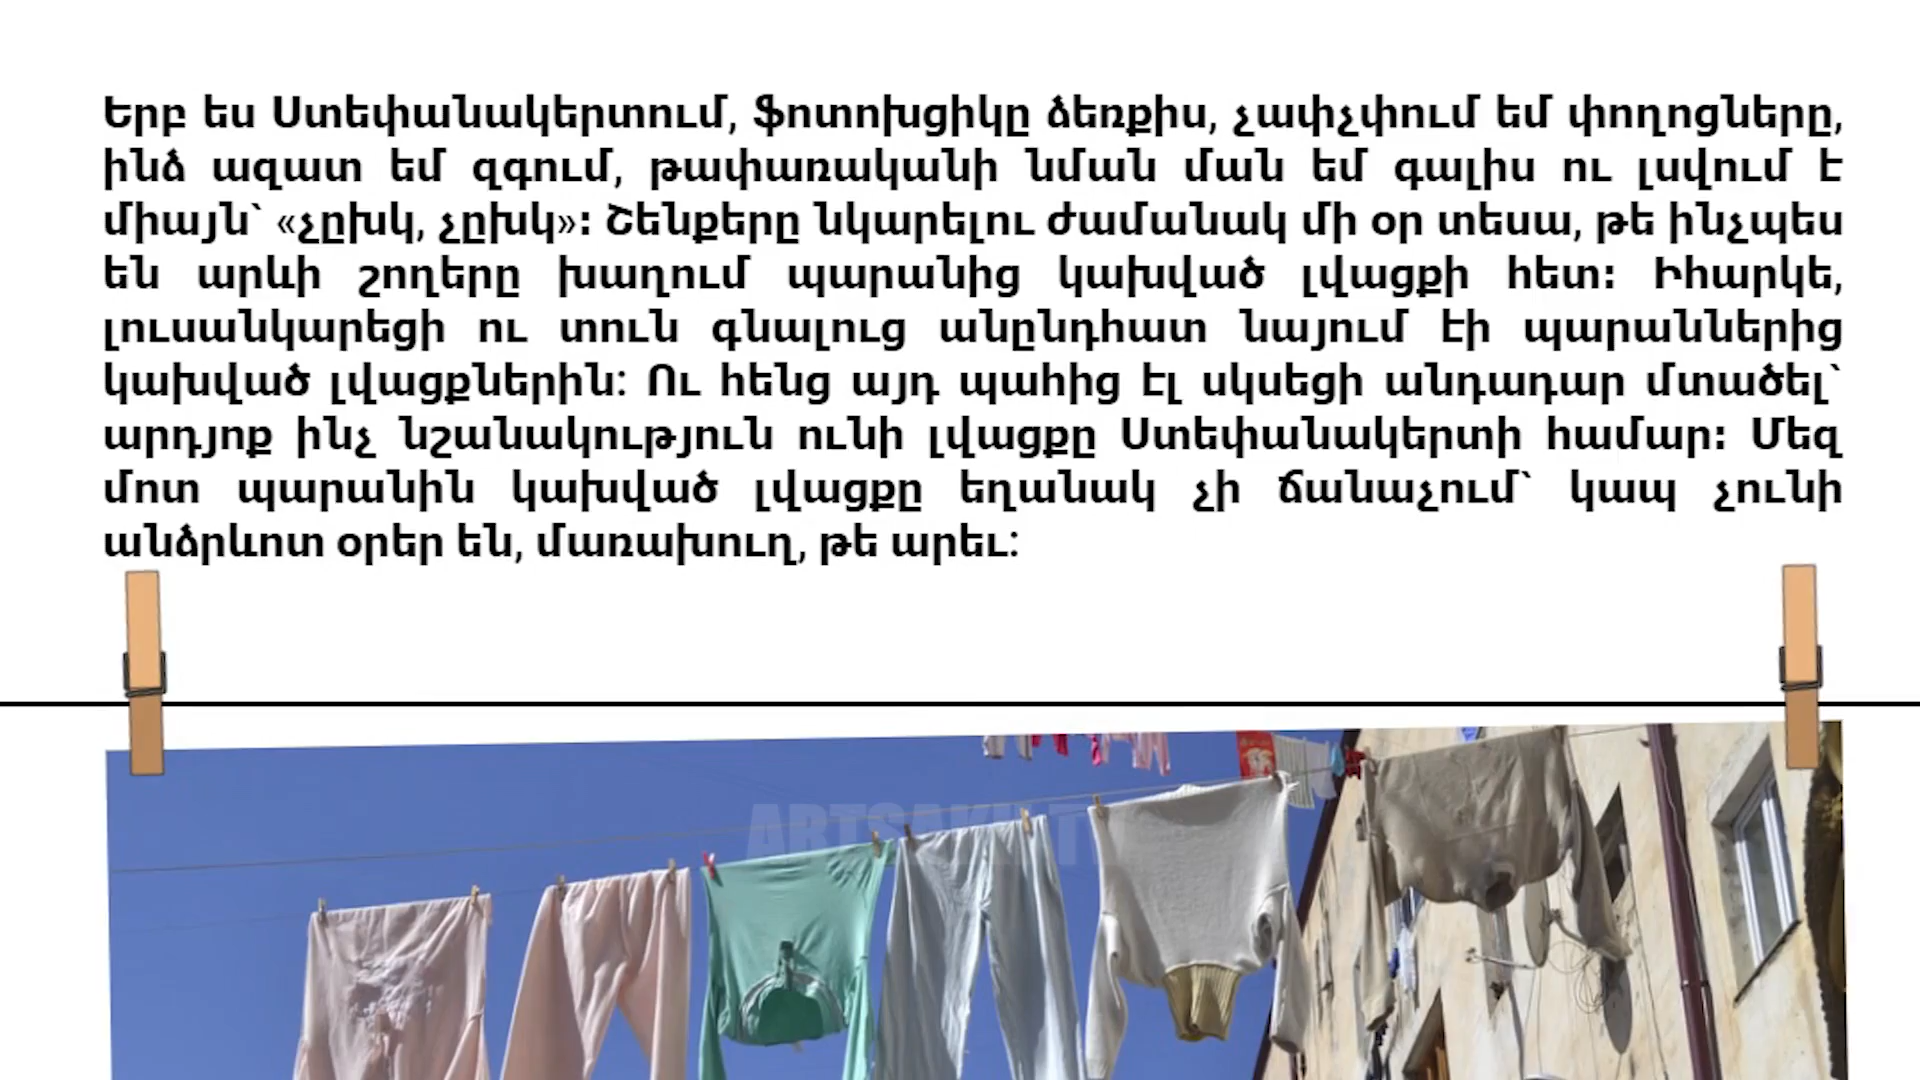 Երբ ես Ստեփանակերտում, ֆոտոխցիկը ձեռքիս, չափչփում եմ փողոցները,
ինձ ազատ եմ զգում, թափառականի նման ման եմ գալիս ու լսվում է
միայն՝ «չըխկ, չըխկ»։ Շենքերը նկարելու ժամանակ մի օր տեսա, թե ինչպես
են արևի շողերը խաղում պարանից կախված լվացքի հետ։ Իհարկե,
լուսանկարեցի ու տուն գնալուց անընդհատ նայում էի պարաններից
կախված լվացքներին։ Ու հենց այդ պահից էլ սկսեցի անդադար մտածել՝
արդյոք ինչ նշանակություն ունի լվացքը Ստեփանակերտի համար։ Մեզ
մոտ պարանին կախված լվացքը եղանակ չի ճանաչում՝ կապ չունի
անձրևոտ օրեր են, մառախուղ, թե արեւ։
ARTSAKH TV